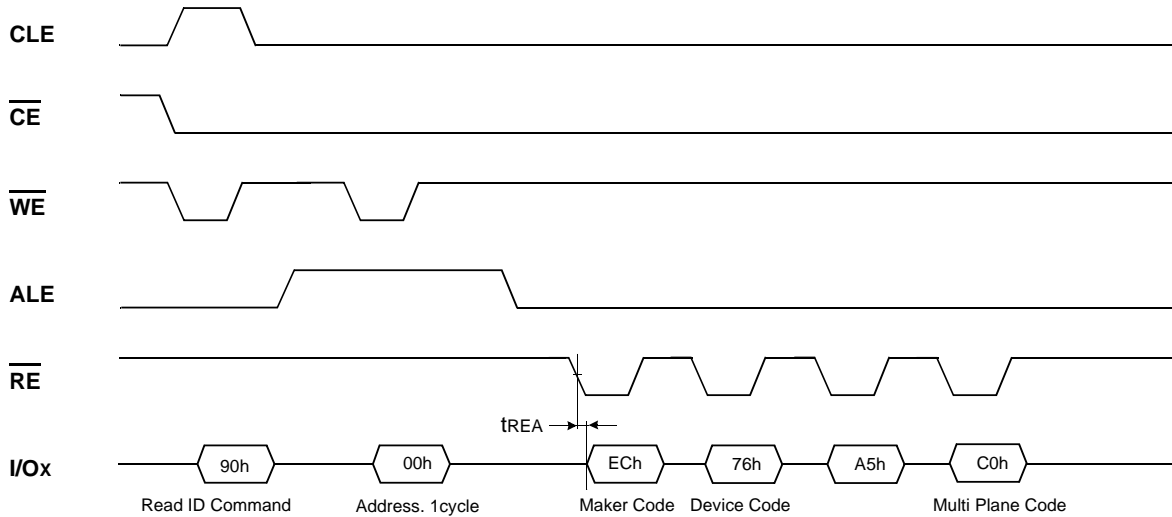 CLE
CE
WE
ALE
RE
tREA
I/Ox 90h 00h ECh 76h A5h C0h
Read ID Command Address. 1cycle Maker Code Device Code Multi Plane Code